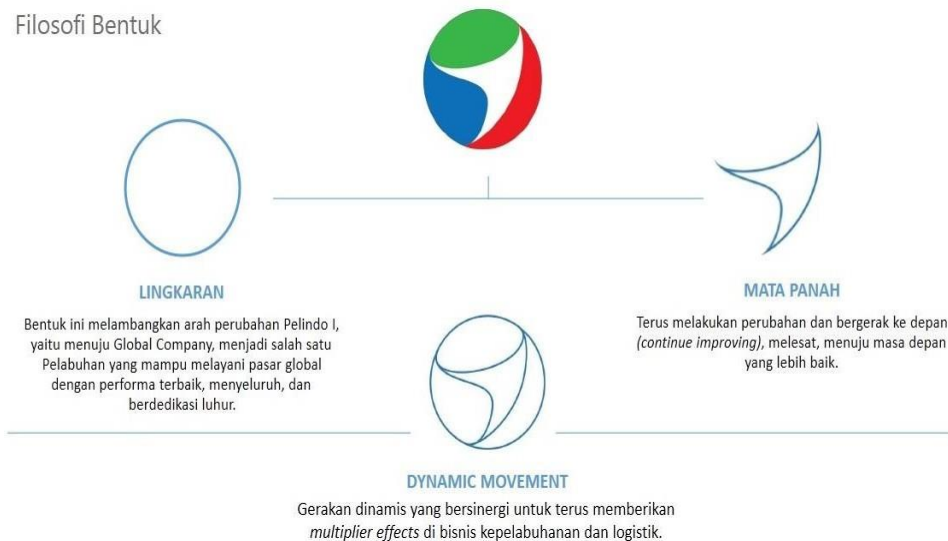 Filosofi Bentuk
LINGKARAN
Bentuk ini melambangkan arah perubahan Pelindo I,
yaitu menuju Global Company, menjadi salah satu
Pelabuhan yang mampu melayani pasar global
dengan performa terbaik, menyeluruh, dan
berdedikasi luhur.
MATA PANAH
Terus melakukan perubahan dan bergerak ke depan
(continue improving), melesat, menuju masa depan
yang lebih baik.
DYNAMIC MOVEMENT
Gerakan dinamis yang bersinergi untuk terus memberikan
multiplier effects di bisnis kepelabuhanan dan logistik.